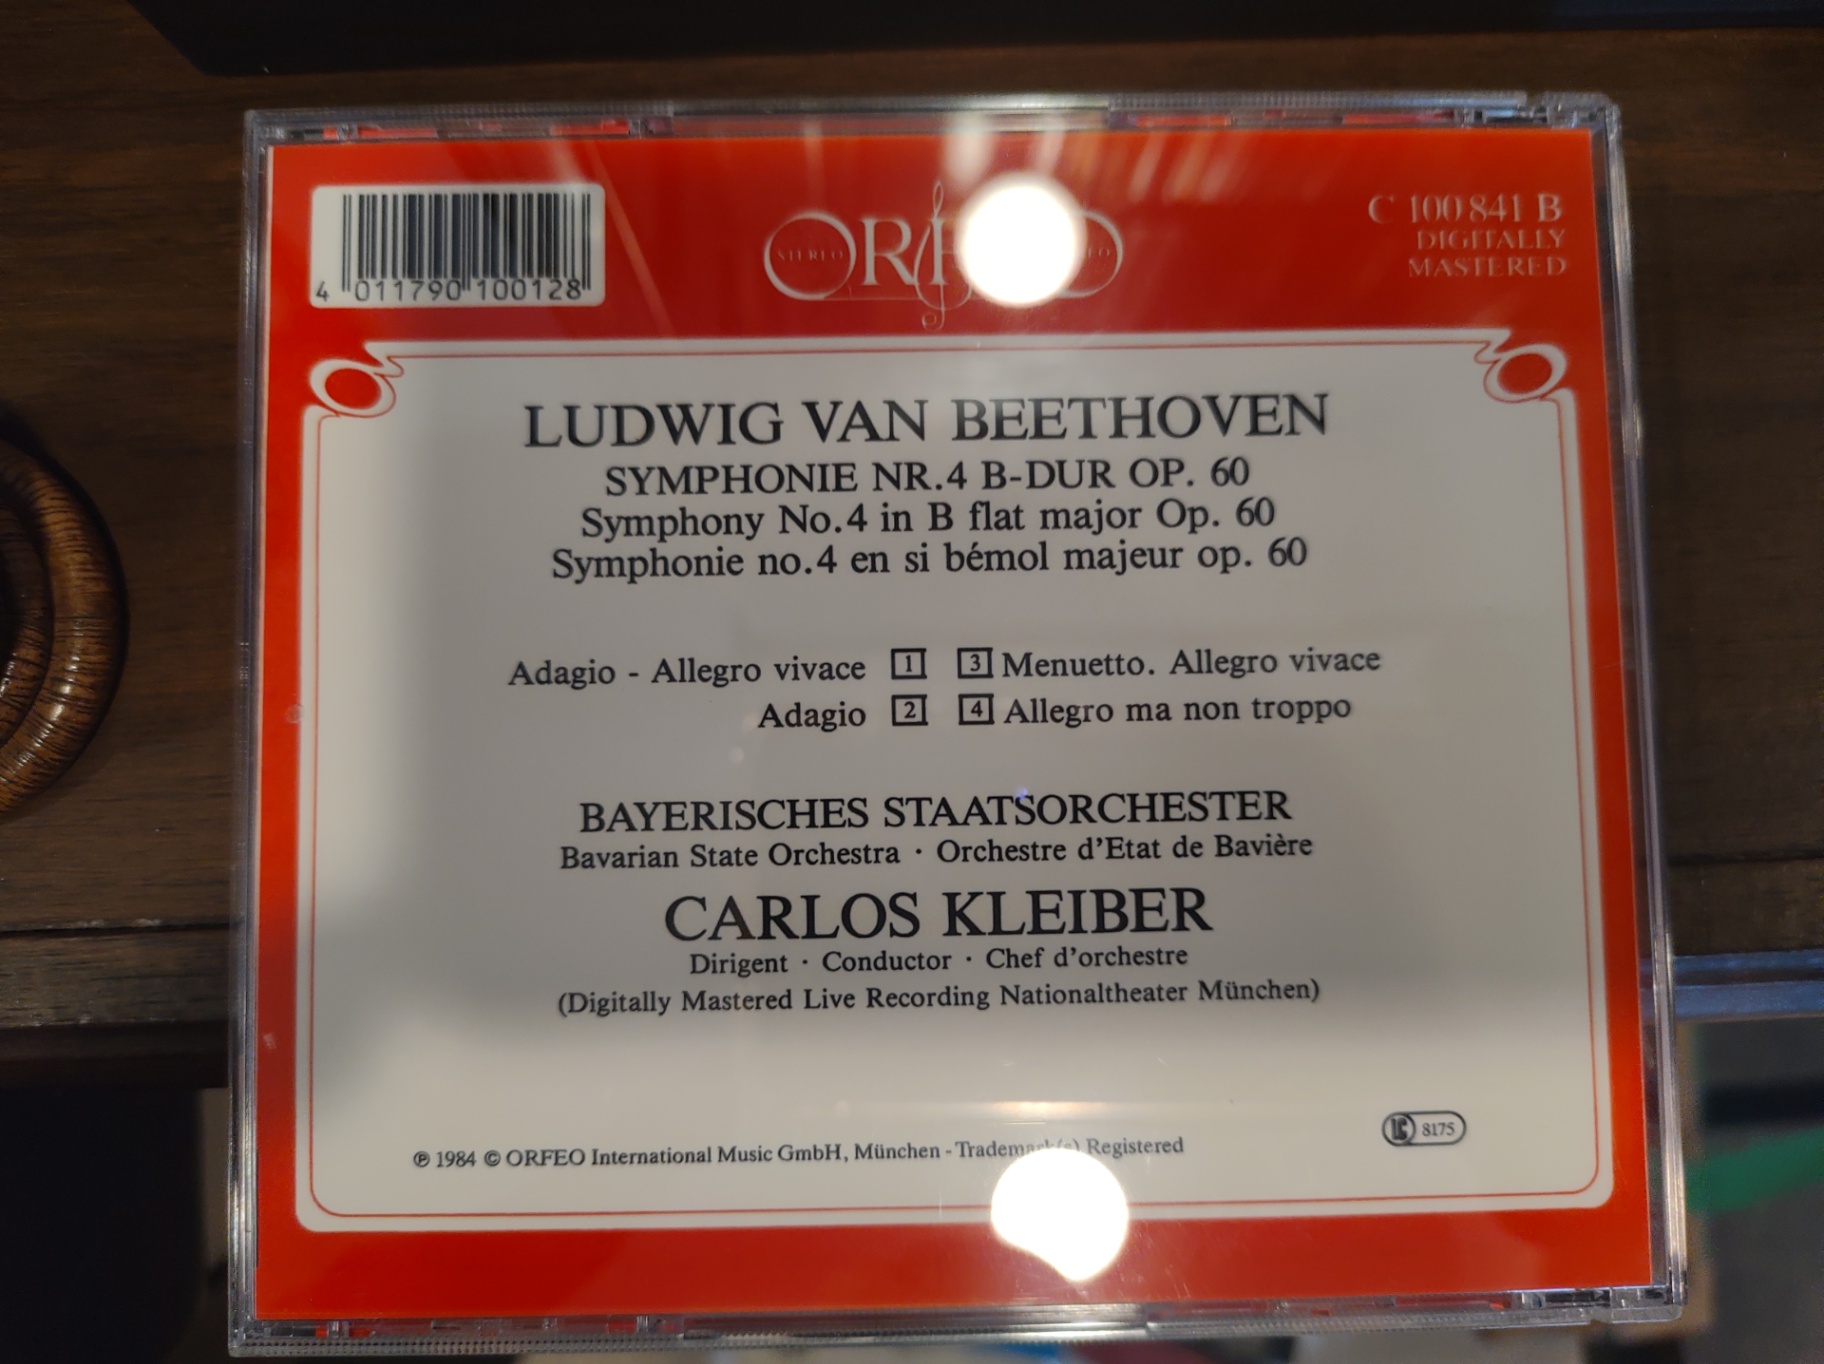 4 011790 100128
STEREO
C 100 841 B
DIGITALLY
MASTERED
LUDWIG VAN BEETHOVEN
SYMPHONIE NR.4 B-DUR OP. 60
Symphony No.4 in B flat major Op. 60
Symphonie no.4 en si bémol majeur op. 60
Adagio - Allegro vivace 1 3 Menuetto. Allegro vivace
Adagio 2 4 Allegro ma non troppo
BAYERISCHES STAATSORCHESTER
Bavarian State Orchestra · Orchestre d'Etat de Bavière
CARLOS KLEIBER
Dirigent · Conductor · Chef d'orchestre
(Digitally Mastered Live Recording Nationaltheater München)
℗ 1984 © ORFEO International Music GmbH, München - Trademark(s) Registered
LC 8175